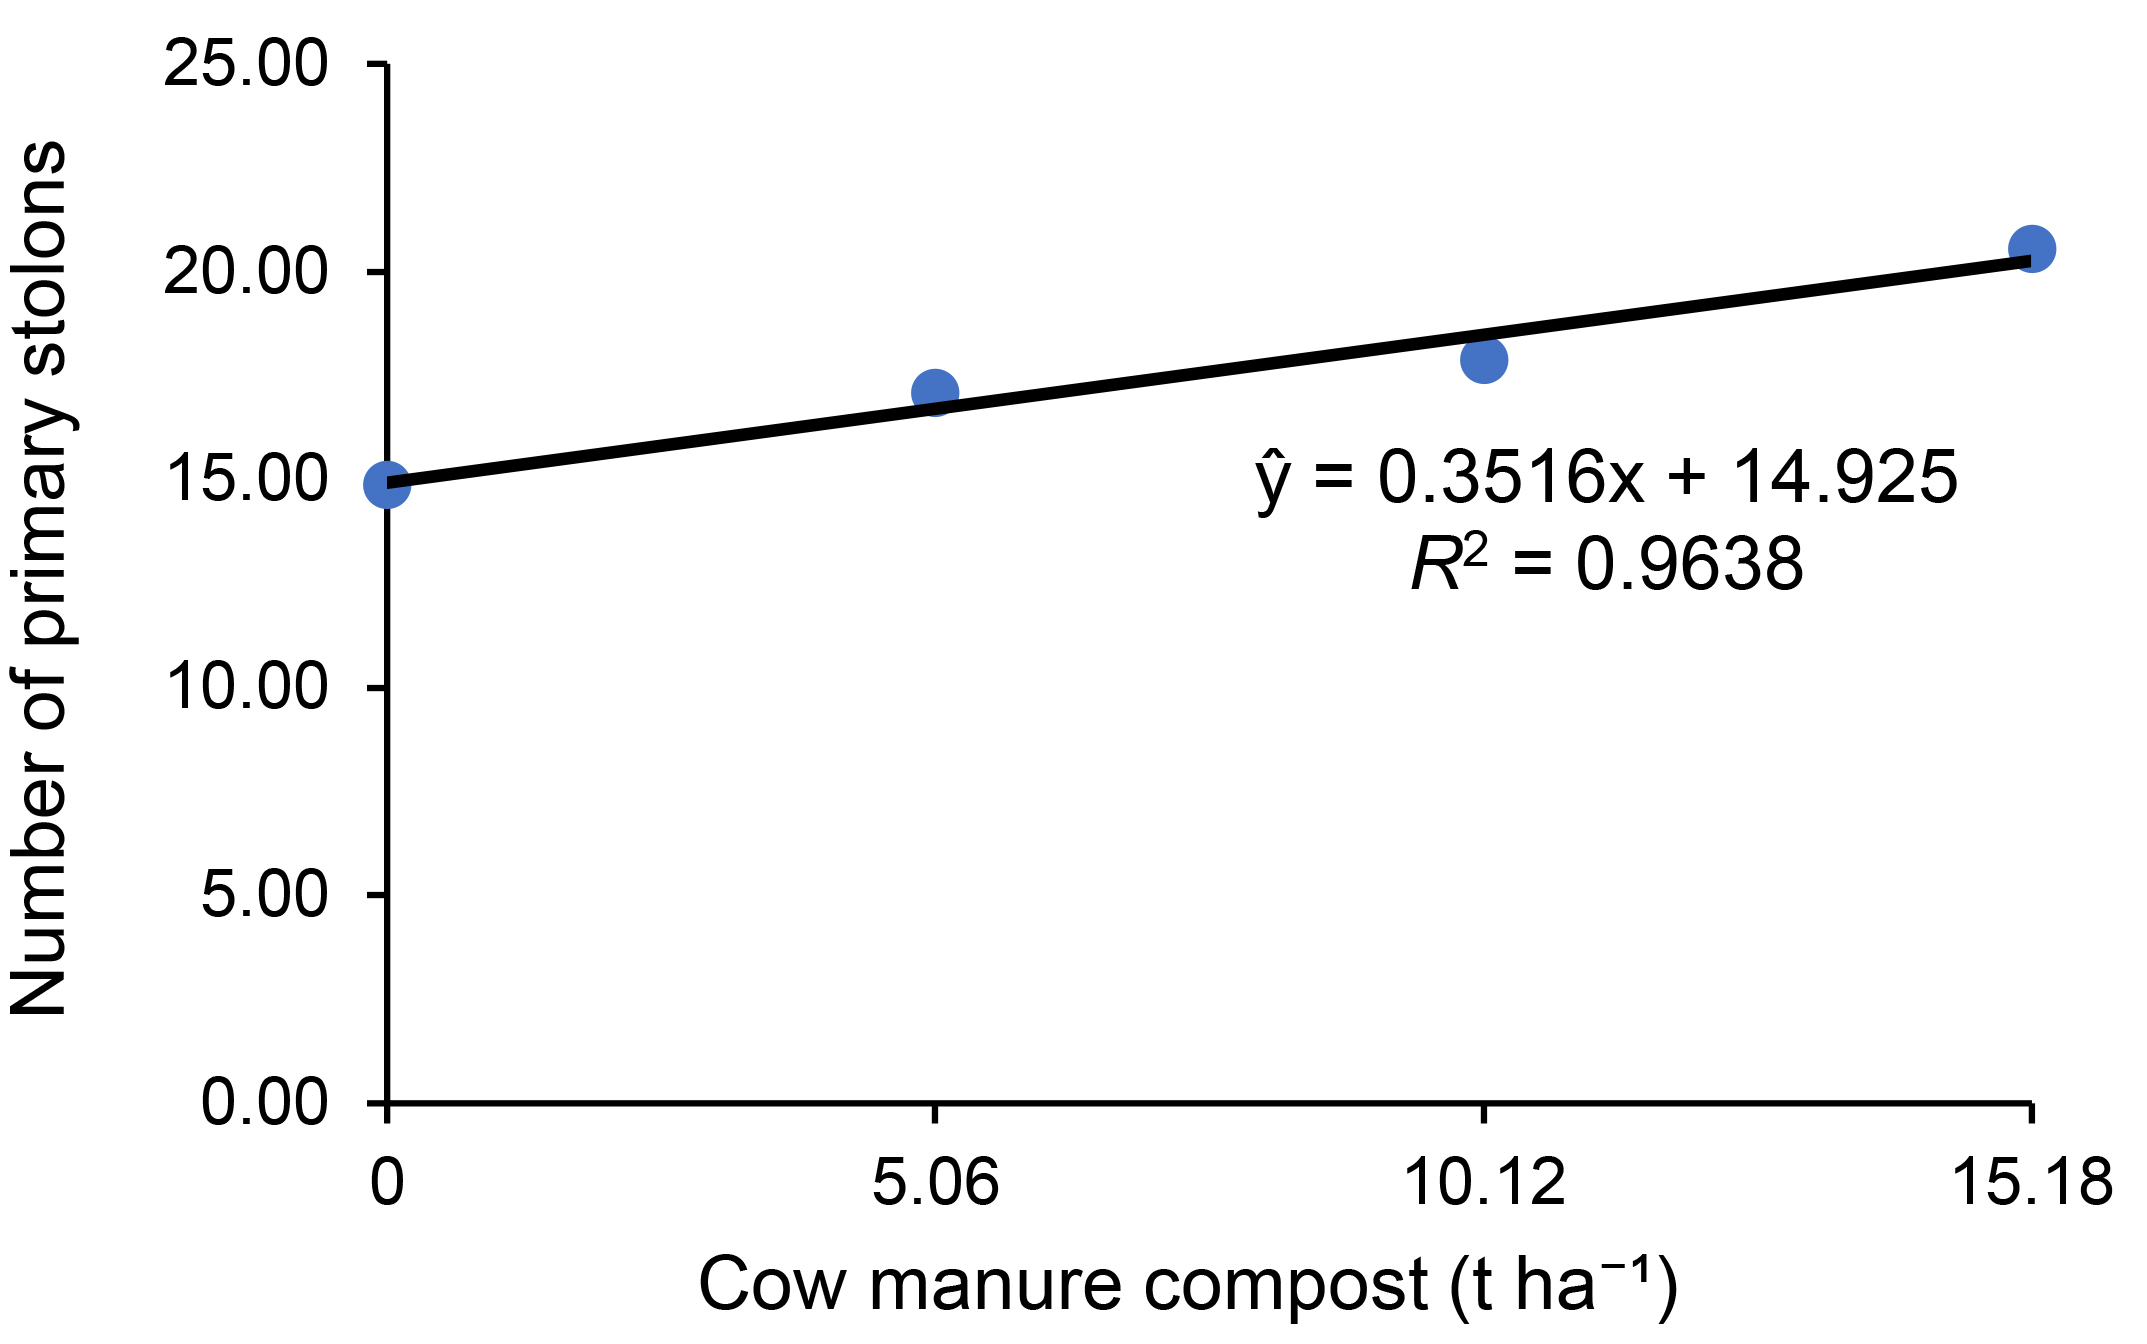 25.00
20.00
15.00
10.00
5.00
0.00
Number of primary stolons
ŷ = 0.3516x + 14.925
R² = 0.9638
0 5.06 10.12 15.18
Cow manure compost (t ha⁻¹)